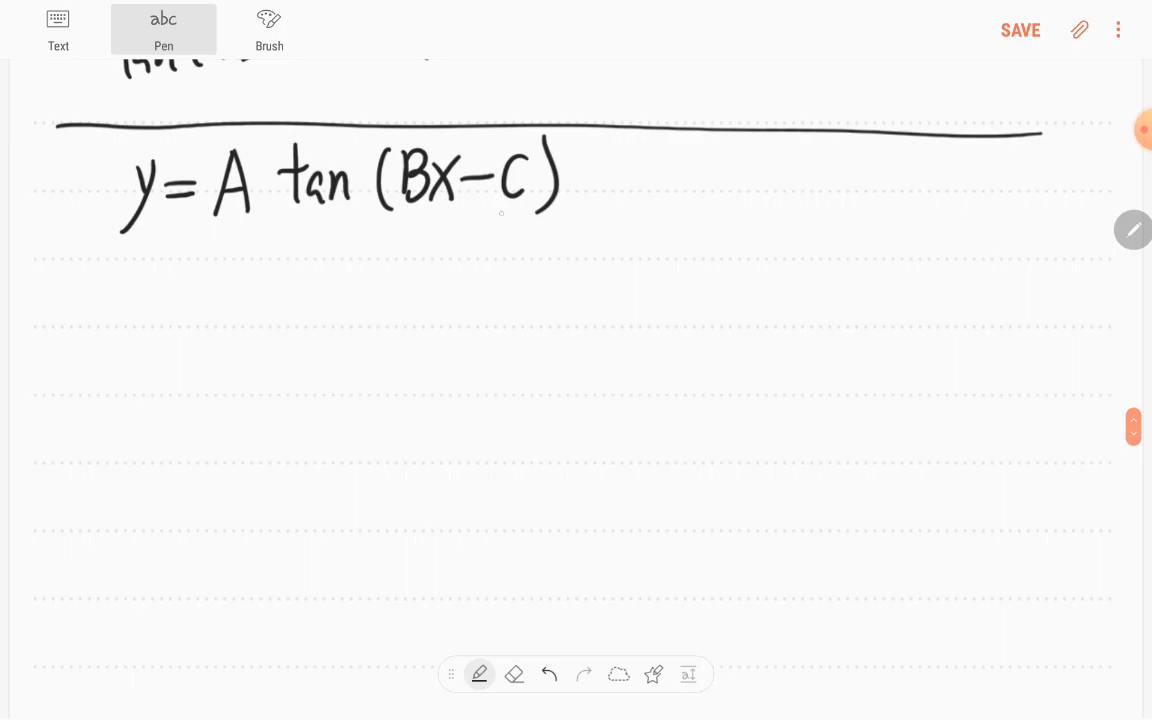 Text
abc
Pen
Brush
SAVE
y = A tan (Bx - C)